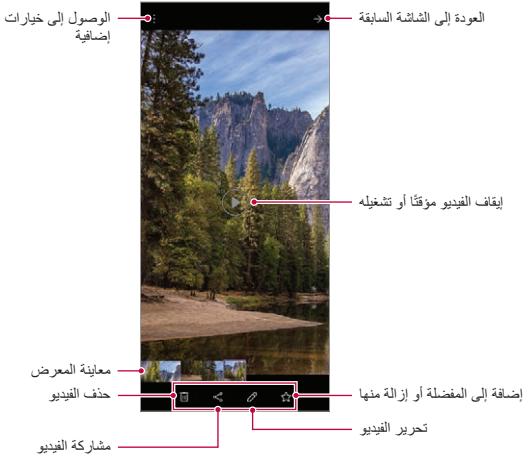 العودة إلى الشاشة السابقة
الوصول إلى خيارات
إضافية
إيقاف الفيديو مؤقتًا أو تشغيله
معاينة المعرض
إضافة إلى المفضلة أو إزالة منها
حذف الفيديو
تحرير الفيديو
مشاركة الفيديو